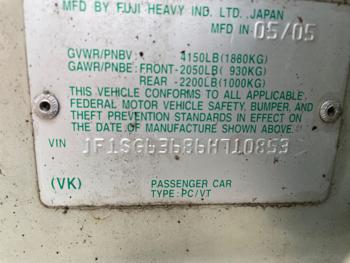 MFD BY FUJI HEAVY IND. LTD. JAPAN
MFD IN 05/05
GVWR/PNBV : 4150LB(1880KG)
GAWR/PNBE: FRONT-2050LB( 930KG)
REAR -2200LB(1000KG)
THIS VEHICLE CONFORMS TO ALL APPLICABLE
FEDERAL MOTOR VEHICLE SAFETY, BUMPER, AND
THEFT PREVENTION STANDARDS IN EFFECT ON
THE DATE OF MANUFACTURE SHOWN ABOVE.
VIN : JF1SG63686H710853
(VK)
PASSENGER CAR
TYPE:PC/VT